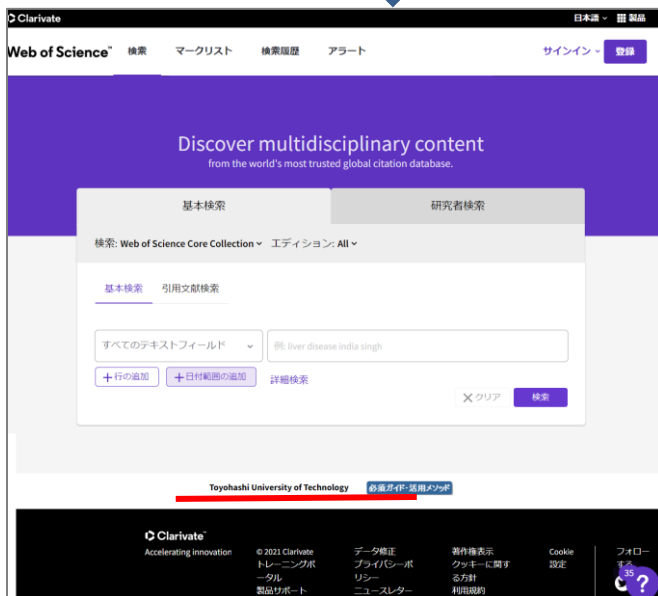 Clarivate 日本語 製品
Web of Science™ 検索 マークリスト 検索履歴 アラート サインイン 登録
Discover multidisciplinary content
from the world's most trusted global citation database.
基本検索 研究者検索
検索: Web of Science Core Collection エディション: All
基本検索 引用文献検索
すべてのテキストフィールド 例: liver disease india singh
+行の追加 +日付範囲の追加 詳細検索
×クリア 検索
Toyohashi University of Technology 必須ガイド・活用メソッド
Clarivate™
Accelerating innovation © 2021 Clarivate データ修正 著作権表示 Cookie フォロー
トレーニングポ プライバシーポ クッキーに関す 設定 する
ータル リシー る方針 35 ?
製品サポート ニュースレター 利用規約